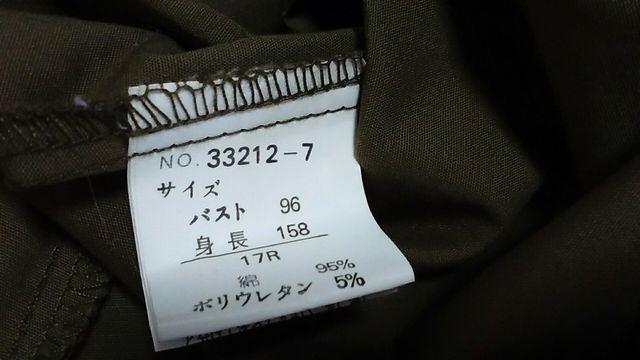 NO. 33212-7
サイズ
バスト 96
身長 158
17R
綿 95%
ポリウレタン 5%